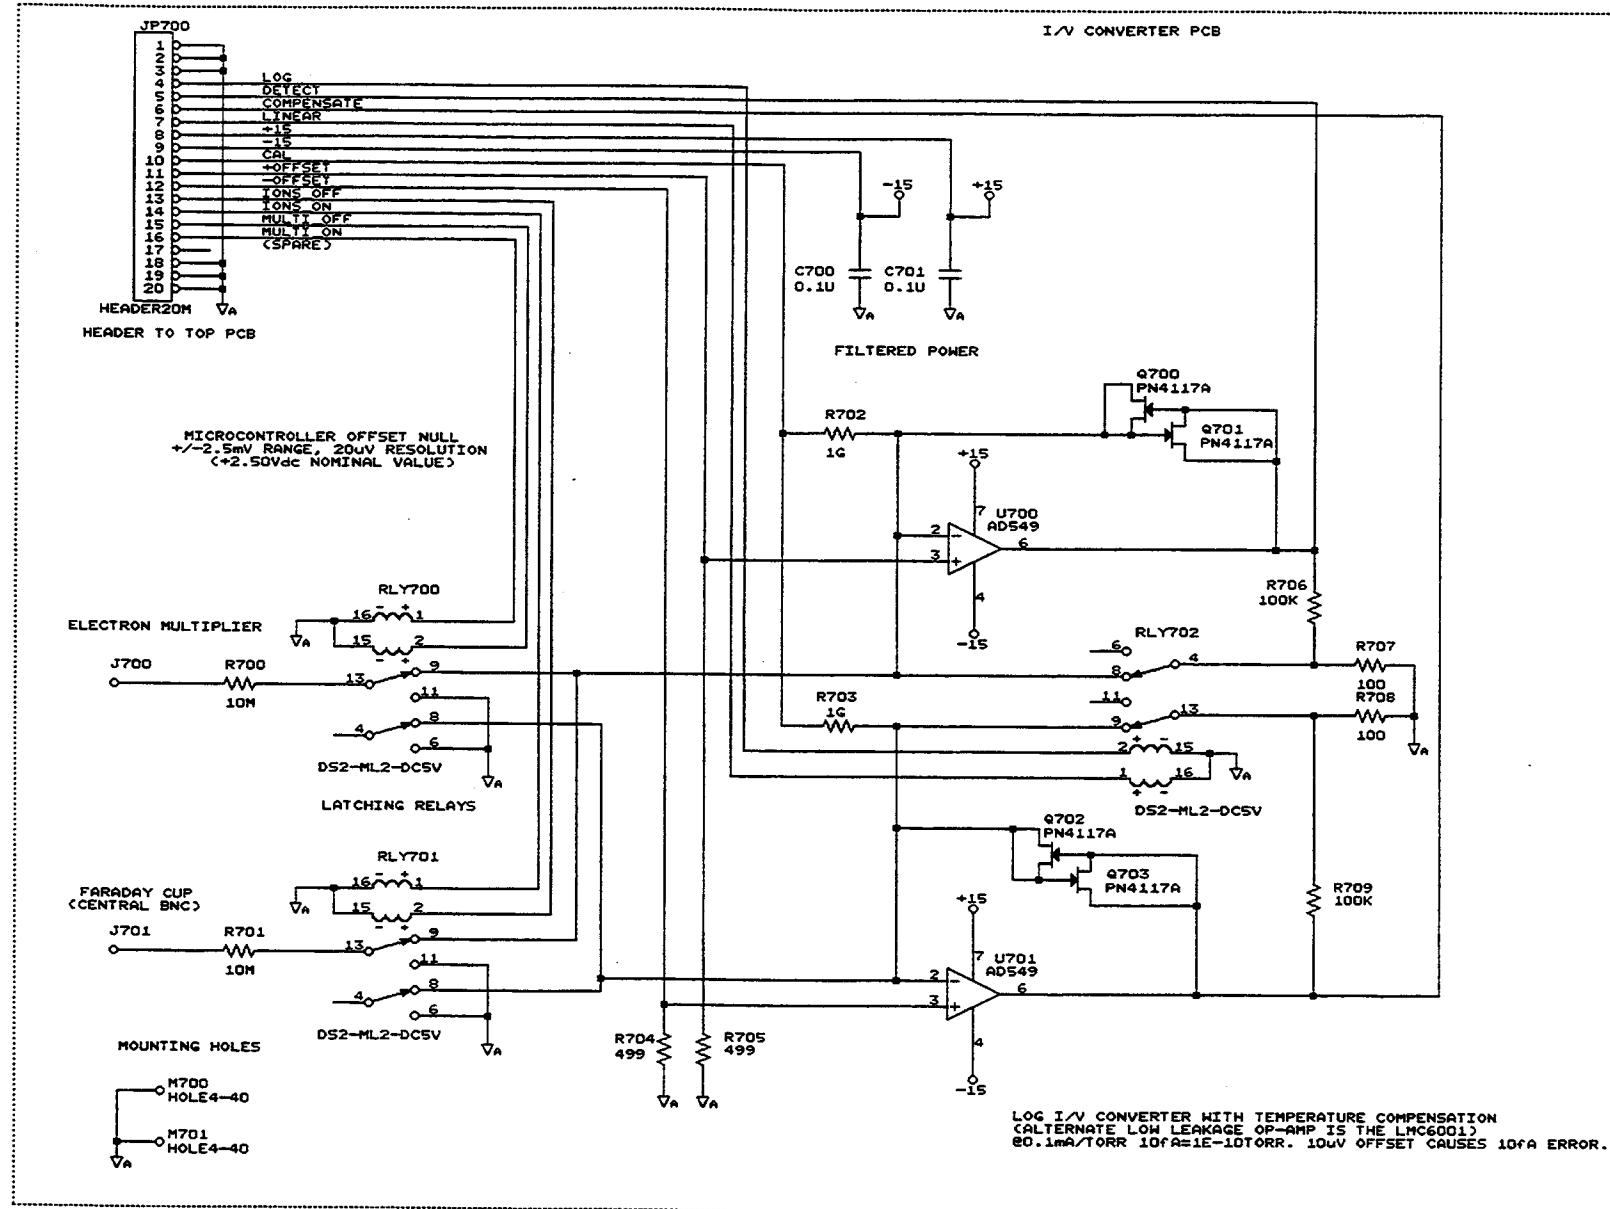 I/V CONVERTER PCB
JP700
1
2
3
4
5
6
7
8
9
10
11
12
13
14
15
16
17
18
19
20
LOG
DETECT
COMPENSATE
LINEAR
+15
-15
CAL
+OFFSET
-OFFSET
IONS OFF
IONS ON
MULTI OFF
MULTI ON
(SPARE)
HEADER20M
A
HEADER TO TOP PCB
-15
+15
C700
0.1U
C701
0.1U
A
A
FILTERED POWER
MICROCONTROLLER OFFSET NULL
+/-2.5mV RANGE, 20uV RESOLUTION
(+2.50Vdc NOMINAL VALUE)
R702
1G
Q700
PN4117A
Q701
PN4117A
+15
7
U700
AD549
2
-
3
+
6
4
-15
R706
100K
RLY700
16
-
+
1
15
2
-
+
A
ELECTRON MULTIPLIER
J700
R700
10M
13
9
11
4
8
6
DS2-ML2-DC5V
A
LATCHING RELAYS
RLY702
6
4
8
11
13
9
R707
100
R708
100
A
R703
1G
2
+
-
15
1
16
+
-
A
DS2-ML2-DC5V
RLY701
16
-
+
1
15
2
-
+
A
FARADAY CUP
(CENTRAL BNC)
J701
R701
10M
13
9
11
4
8
6
DS2-ML2-DC5V
A
Q702
PN4117A
Q703
PN4117A
R709
100K
+15
7
U701
AD549
2
-
3
+
6
4
-15
R704
499
R705
499
A
A
MOUNTING HOLES
M700
HOLE4-40
M701
HOLE4-40
A
LOG I/V CONVERTER WITH TEMPERATURE COMPENSATION
(ALTERNATE LOW LEAKAGE OP-AMP IS THE LMC6001)
@0.1mA/TORR 10fA=1E-10TORR. 10uV OFFSET CAUSES 10fA ERROR.